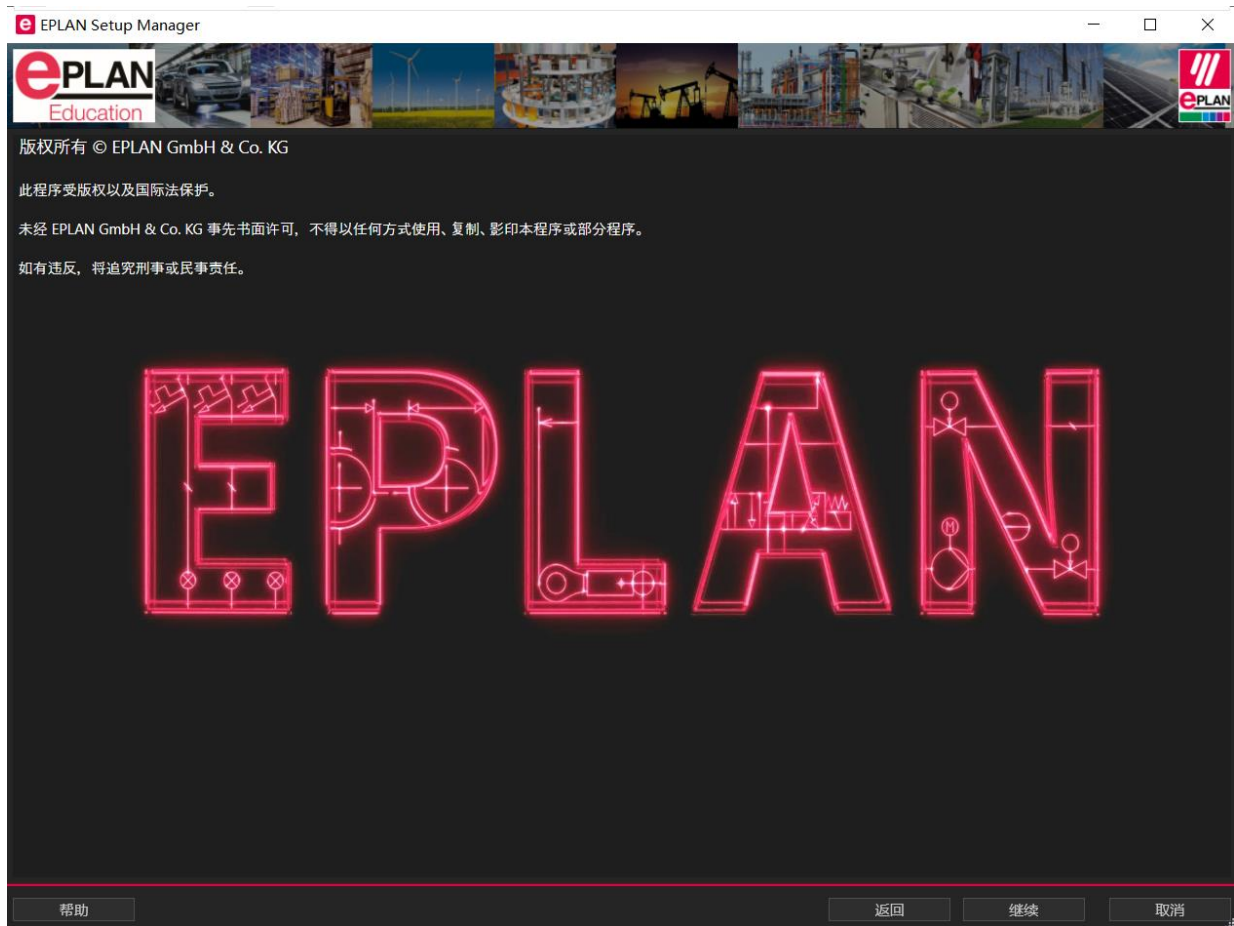 EPLAN Setup Manager
ePLAN
Education
ePLAN
版权所有 © EPLAN GmbH & Co. KG
此程序受版权以及国际法保护。
未经 EPLAN GmbH & Co. KG 事先书面许可，不得以任何方式使用、复制、影印本程序或部分程序。
如有违反，将追究刑事或民事责任。
EPLAN
M
帮助
返回
继续
取消